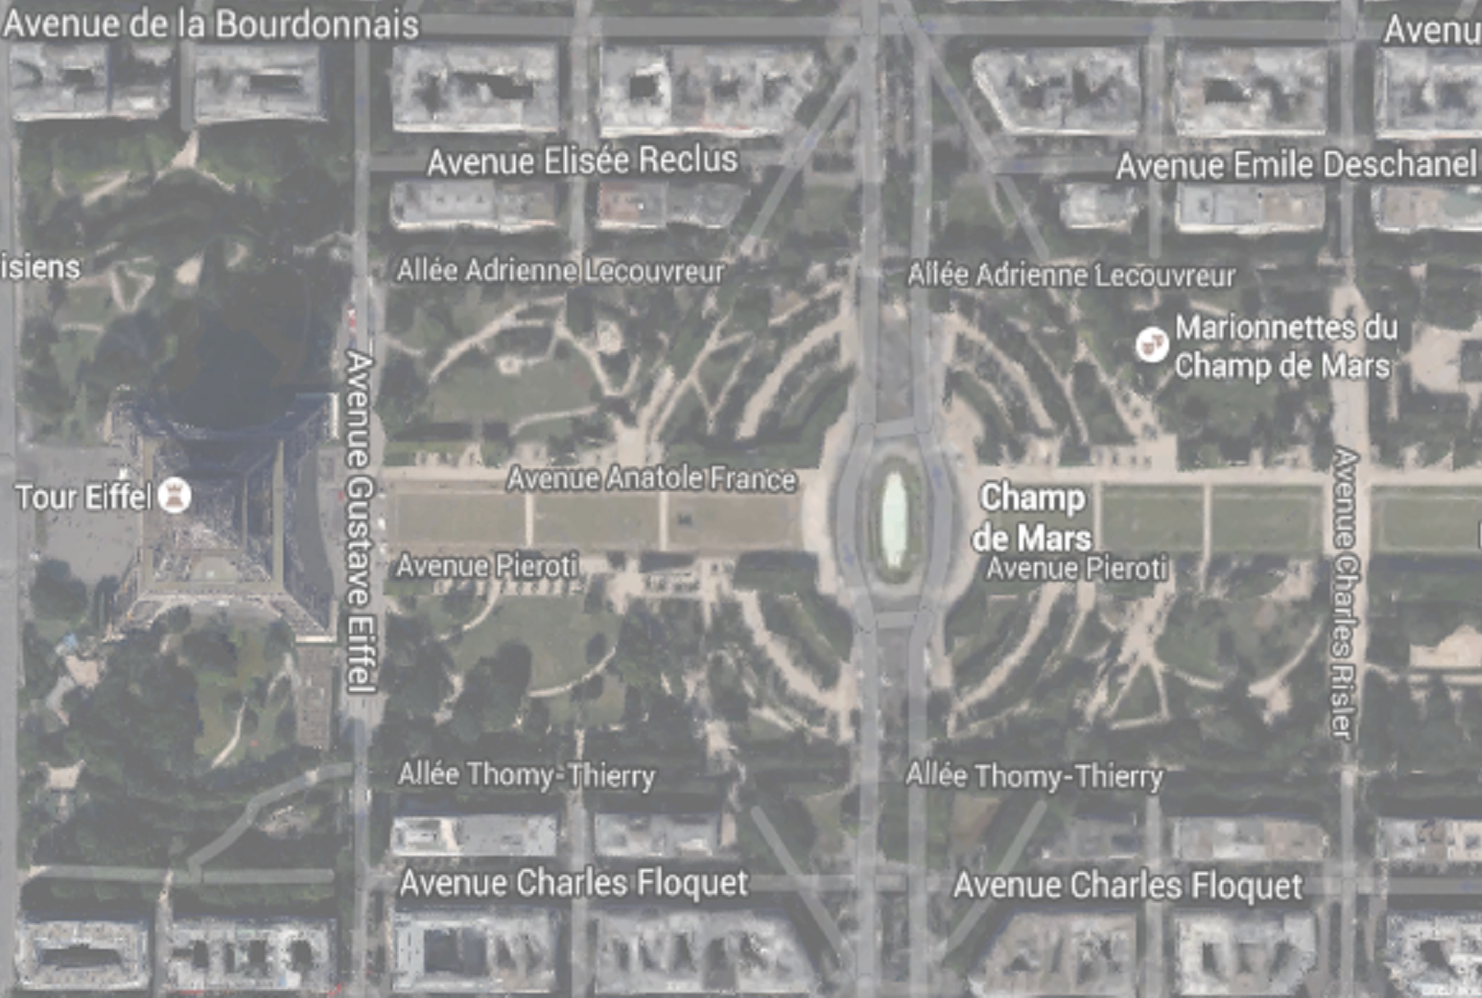 Avenue de la Bourdonnais
Avenu
Avenue Elisée Reclus
Avenue Emile Deschanel
isiens
Allée Adrienne Lecouvreur
Allée Adrienne Lecouvreur
Marionnettes du
Champ de Mars
Avenue Gustave Eiffel
Avenue Anatole France
Tour Eiffel
Champ
de Mars
Avenue Charles Risler
Avenue Pieroti
Avenue Pieroti
Allée Thomy-Thierry
Allée Thomy-Thierry
Avenue Charles Floquet
Avenue Charles Floquet